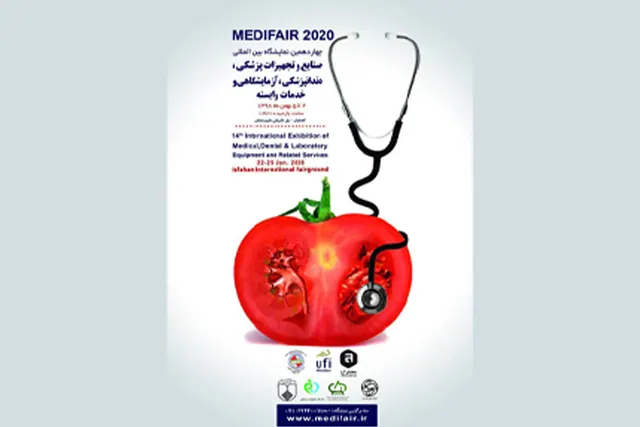 MEDIFAIR 2020
چهاردهمین نمایشگاه بین المللی
صنایع و تجهیزات پزشکی،
دندانپزشکی، آزمایشگاهی و
خدمات وابسته
14th International Exhibition of
Medical,Dental & Laboratory
Equipment and Related Services
22-25 Jan. 2020
Isfahan International fairground
ufi
www.medifair.ir